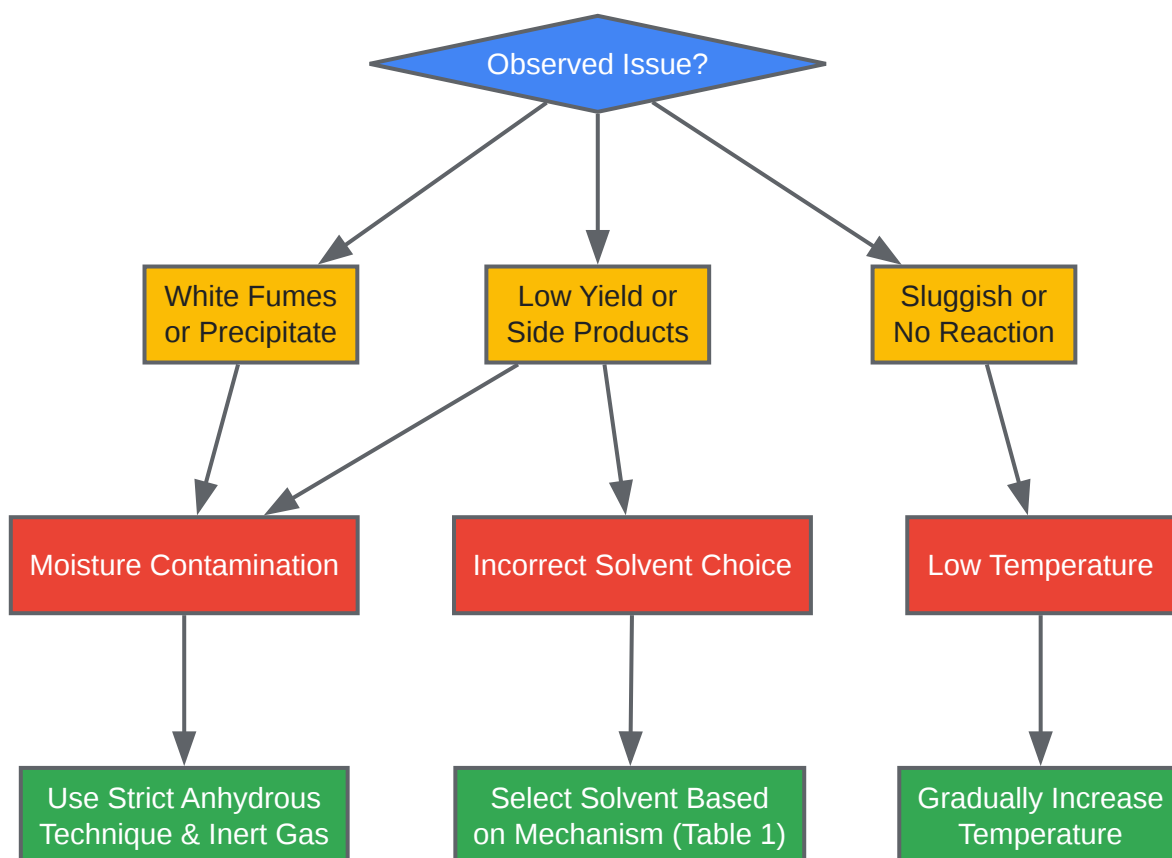 Observed Issue?
White Fumes
or Precipitate
Low Yield or
Side Products
Sluggish or
No Reaction
Moisture Contamination
Incorrect Solvent Choice
Low Temperature
Use Strict Anhydrous
Technique & Inert Gas
Select Solvent Based
on Mechanism (Table 1)
Gradually Increase
Temperature